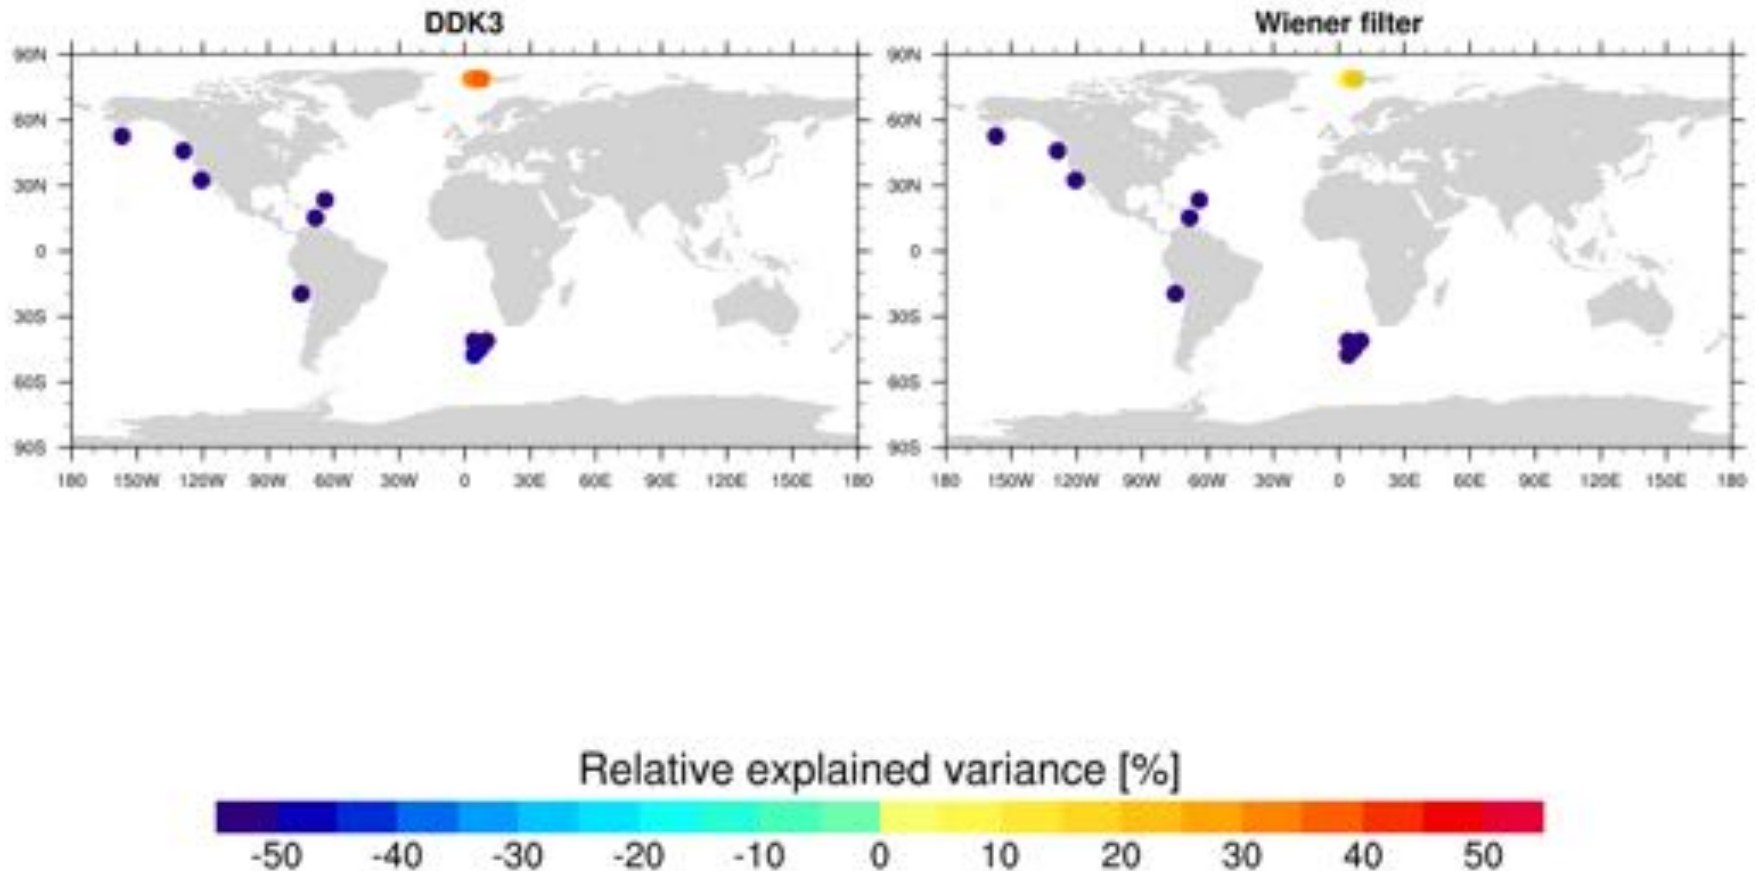 DDK3 Wiener filter
90N 90N
60N 60N
30N 30N
0 0
30S 30S
60S 60S
90S 90S
180 150W 120W 90W 60W 30W 0 30E 60E 90E 120E 150E 180 180 150W 120W 90W 60W 30W 0 30E 60E 90E 120E 150E 180
Relative explained variance [%]
-50 -40 -30 -20 -10 0 10 20 30 40 50